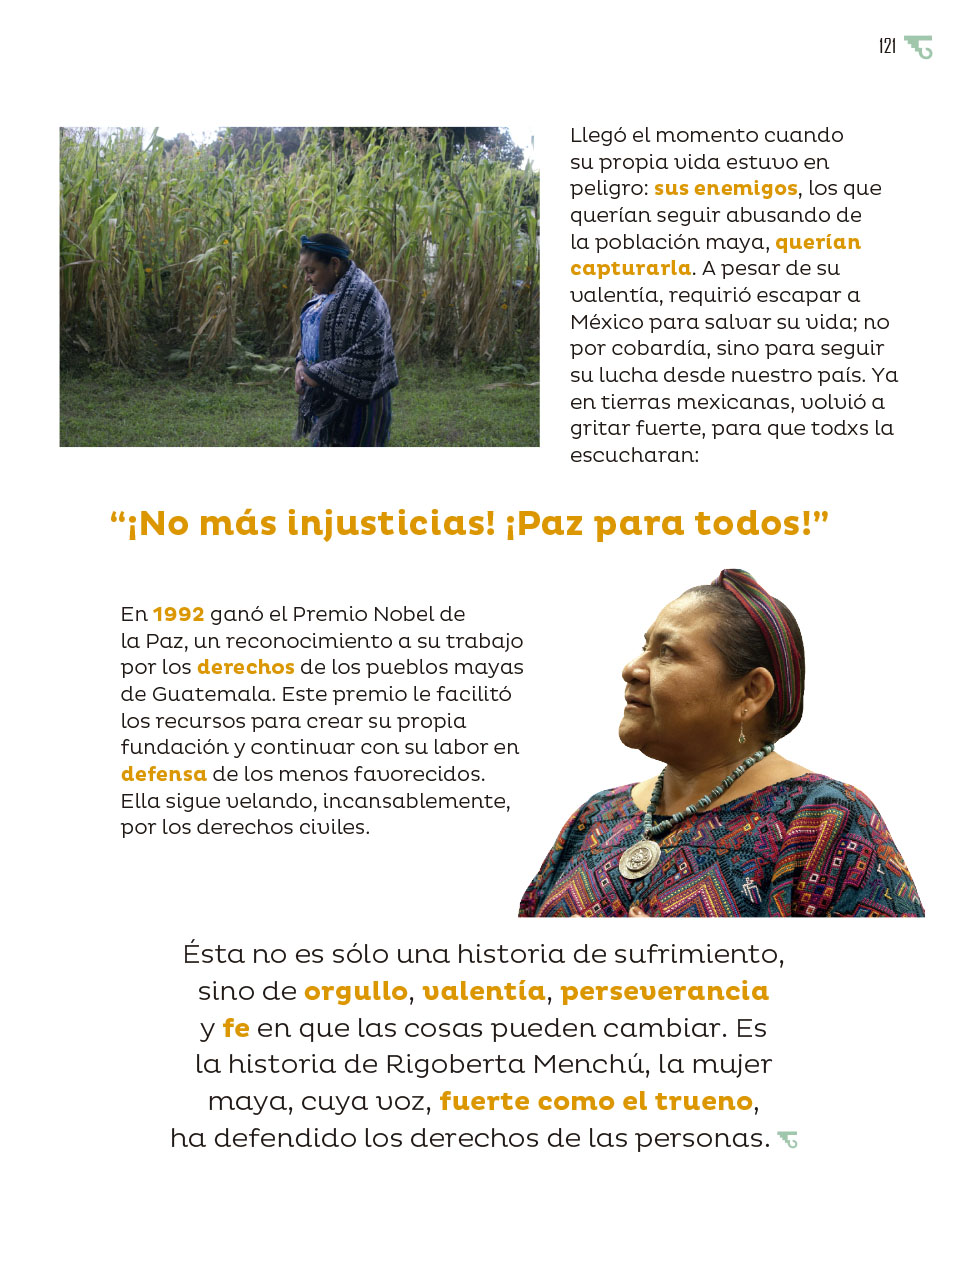 121
Llegó el momento cuando
su propia vida estuvo en
peligro: sus enemigos, los que
querían seguir abusando de
la población maya, querían
capturarla. A pesar de su
valentía, requirió escapar a
México para salvar su vida; no
por cobardía, sino para seguir
su lucha desde nuestro país. Ya
en tierras mexicanas, volvió a
gritar fuerte, para que todxs la
escucharan:
“¡No más injusticias! ¡Paz para todos!”
En 1992 ganó el Premio Nobel de
la Paz, un reconocimiento a su trabajo
por los derechos de los pueblos mayas
de Guatemala. Este premio le facilitó
los recursos para crear su propia
fundación y continuar con su labor en
defensa de los menos favorecidos.
Ella sigue velando, incansablemente,
por los derechos civiles.
Ésta no es sólo una historia de sufrimiento,
sino de orgullo, valentía, perseverancia
y fe en que las cosas pueden cambiar. Es
la historia de Rigoberta Menchú, la mujer
maya, cuya voz, fuerte como el trueno,
ha defendido los derechos de las personas.